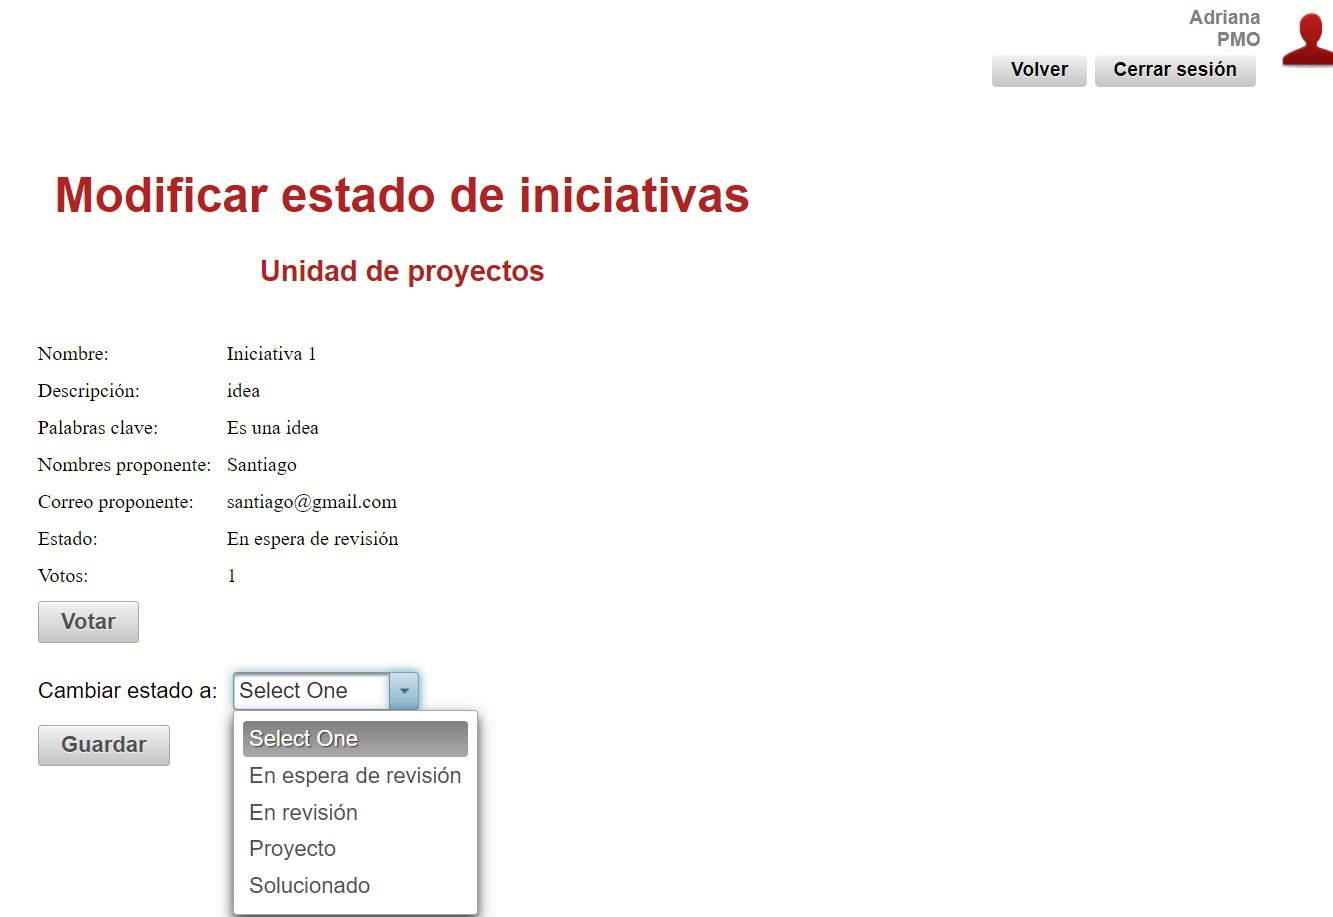 Adriana
PMO
Volver Cerrar sesión
Modificar estado de iniciativas
Unidad de proyectos
Nombre: Iniciativa 1
Descripción: idea
Palabras clave: Es una idea
Nombres proponente: Santiago
Correo proponente: santiago@gmail.com
Estado: En espera de revisión
Votos: 1
Votar
Cambiar estado a: Select One
Guardar
Select One
En espera de revisión
En revisión
Proyecto
Solucionado